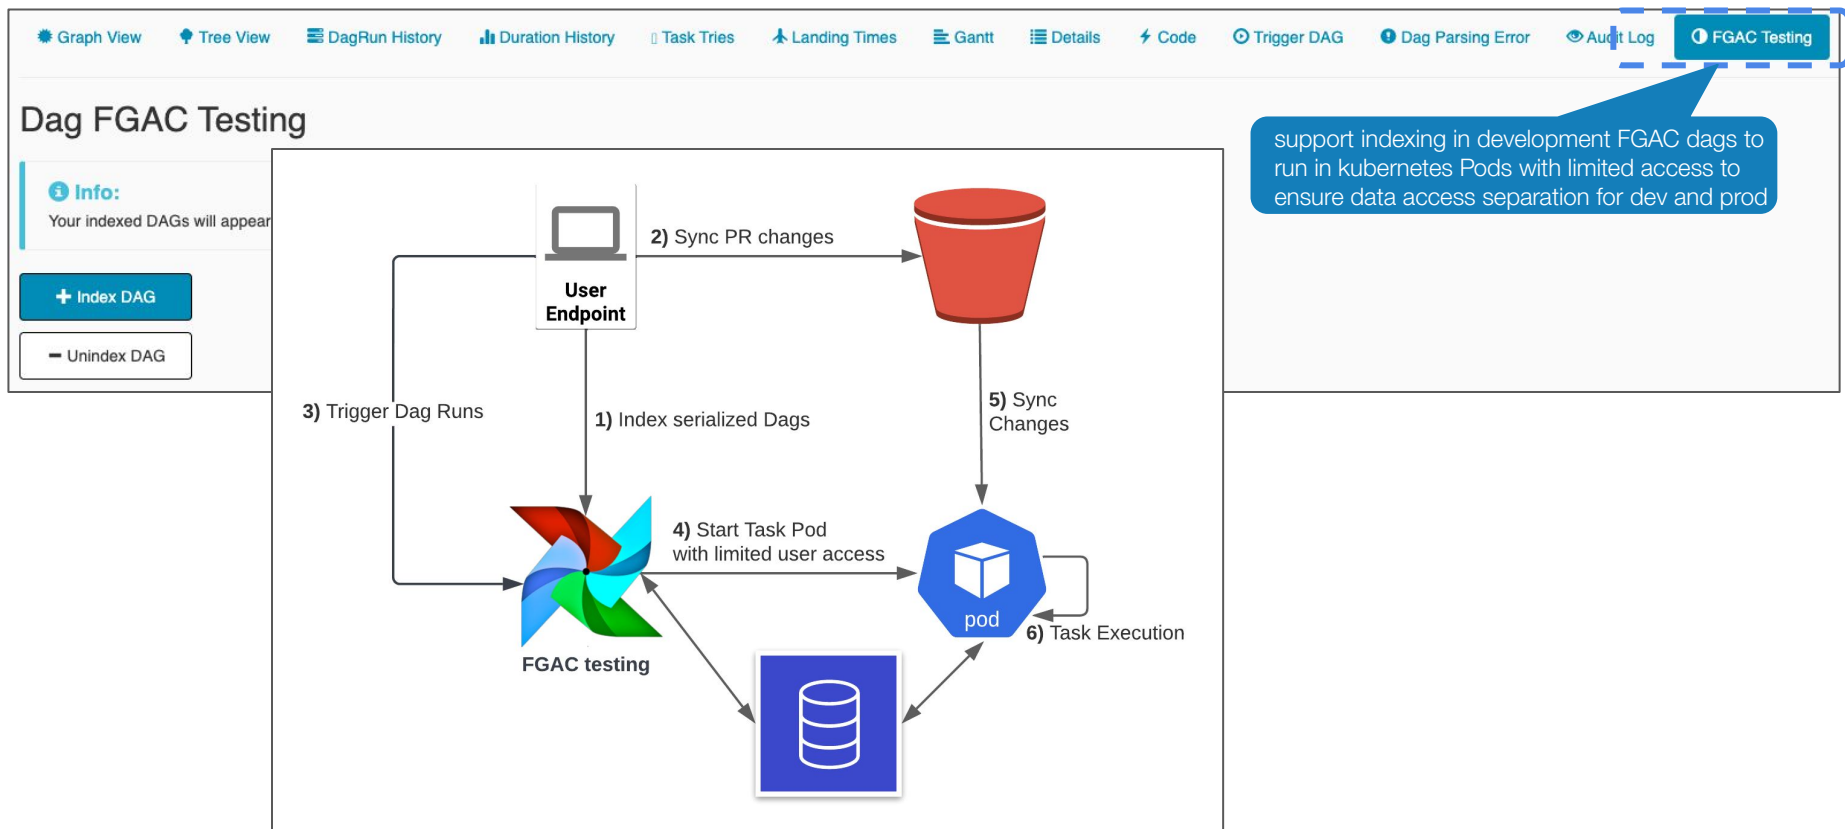 Graph View Tree View DagRun History Duration History Task Tries Landing Times Gantt Details Code Trigger DAG Dag Parsing Error Audit Log FGAC Testing
Dag FGAC Testing
support indexing in development FGAC dags to
run in kubernetes Pods with limited access to
ensure data access separation for dev and prod
Info:
Your indexed DAGs will appear
Index DAG
Unindex DAG
User
Endpoint
2) Sync PR changes
3) Trigger Dag Runs
1) Index serialized Dags
5) Sync
Changes
4) Start Task Pod
with limited user access
pod
6) Task Execution
FGAC testing